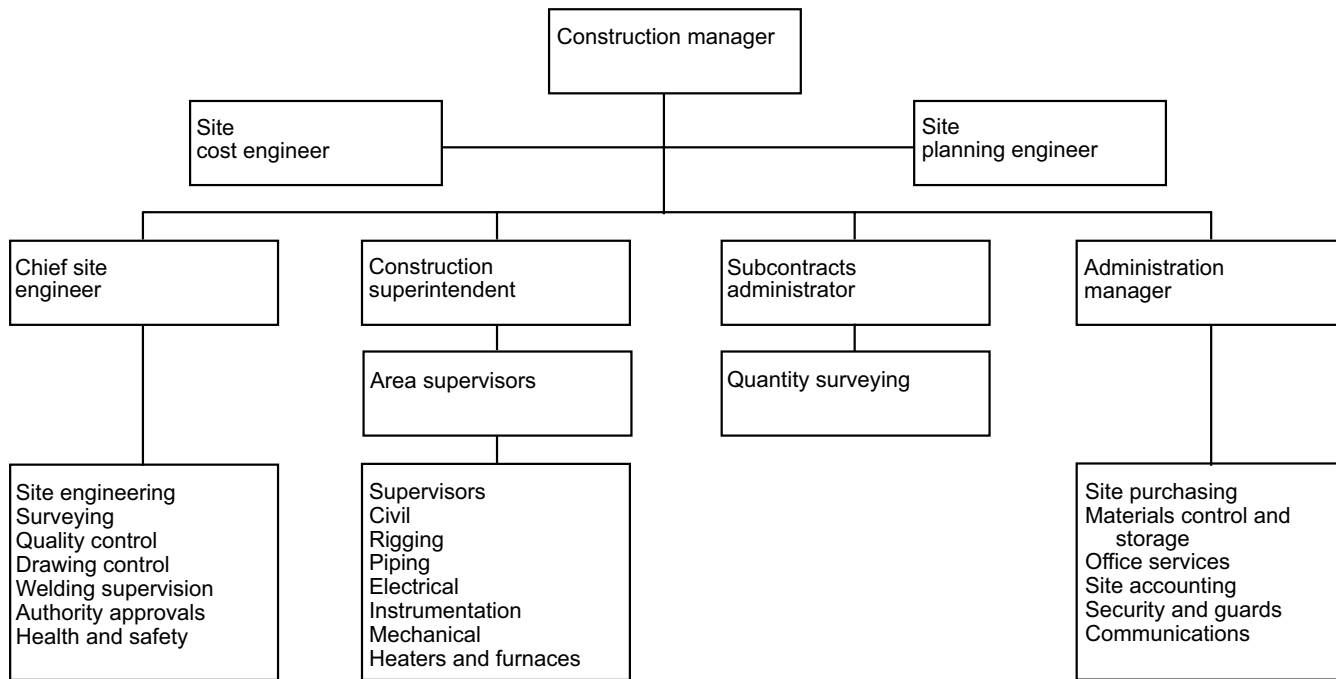 Construction manager
Site
cost engineer
Site
planning engineer
Chief site
engineer
Construction
superintendent
Subcontracts
administrator
Administration
manager
Area supervisors
Quantity surveying
Site engineering
Surveying
Quality control
Drawing control
Welding supervision
Authority approvals
Health and safety
Supervisors
Civil
Rigging
Piping
Electrical
Instrumentation
Mechanical
Heaters and furnaces
Site purchasing
Materials control and
storage
Office services
Site accounting
Security and guards
Communications